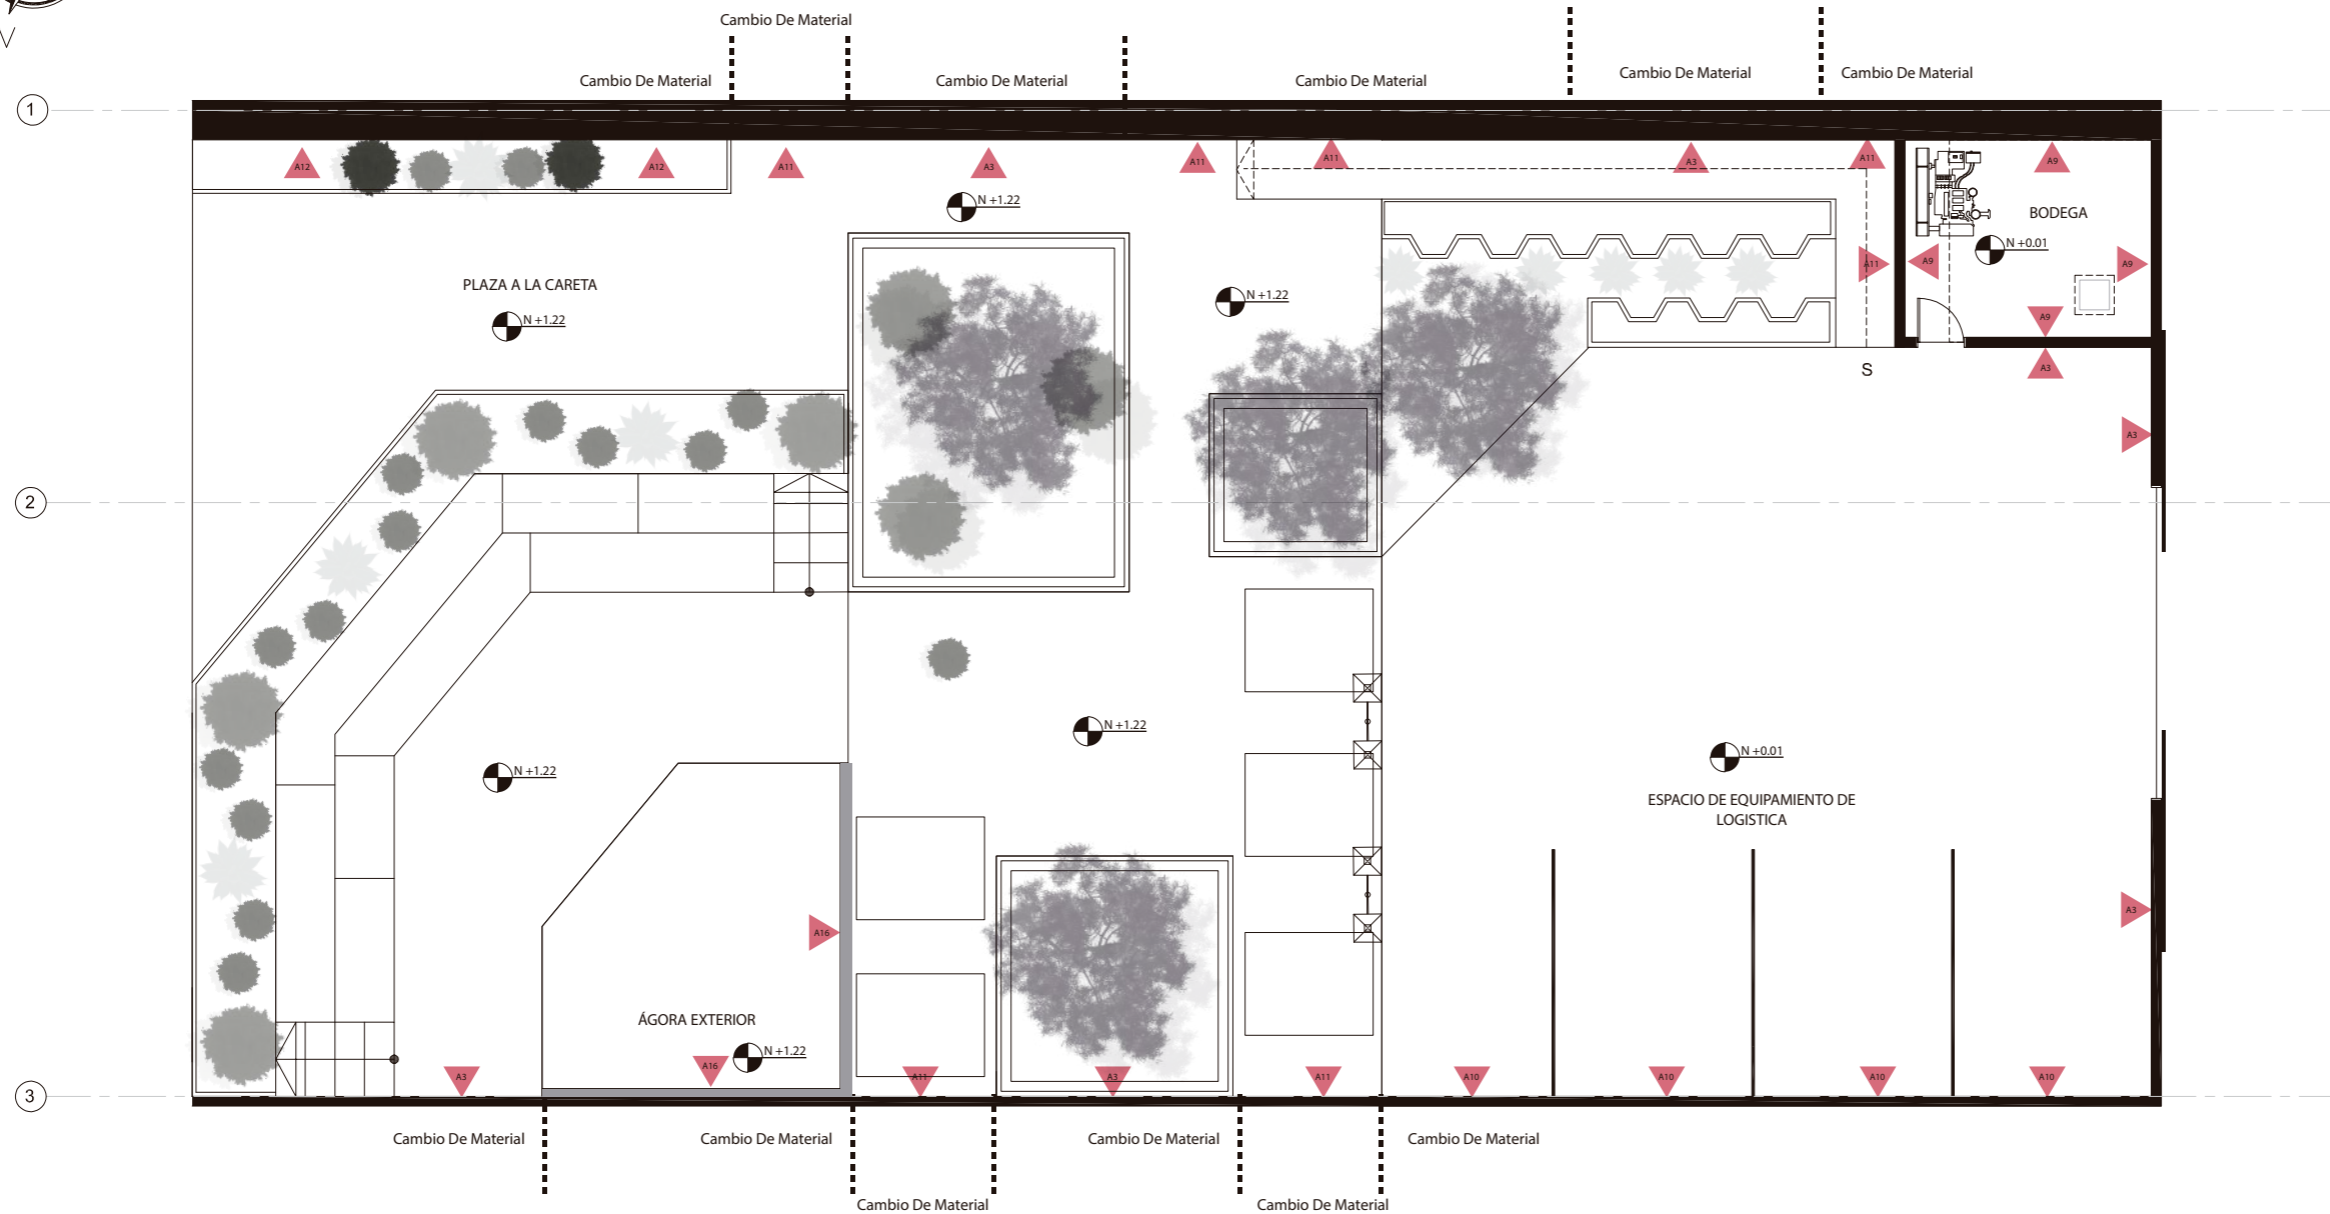 Cambio De Material
Cambio De Material
Cambio De Material
Cambio De Material
Cambio De Material
Cambio De Material
1
A12
A12
A11
A3
A11
A11
A3
A11
A9
N +1.22
BODEGA
N +0.01
A11
A9
A9
PLAZA A LA CARETA
N +1.22
N +1.22
A9
A3
S
A3
2
N +1.22
N +1.22
N +0.01
ESPACIO DE EQUIPAMIENTO DE
LOGISTICA
A16
A3
ÁGORA EXTERIOR
N +1.22
A3
A16
A11
A3
A11
A10
A10
A10
A10
3
Cambio De Material
Cambio De Material
Cambio De Material
Cambio De Material
Cambio De Material
Cambio De Material